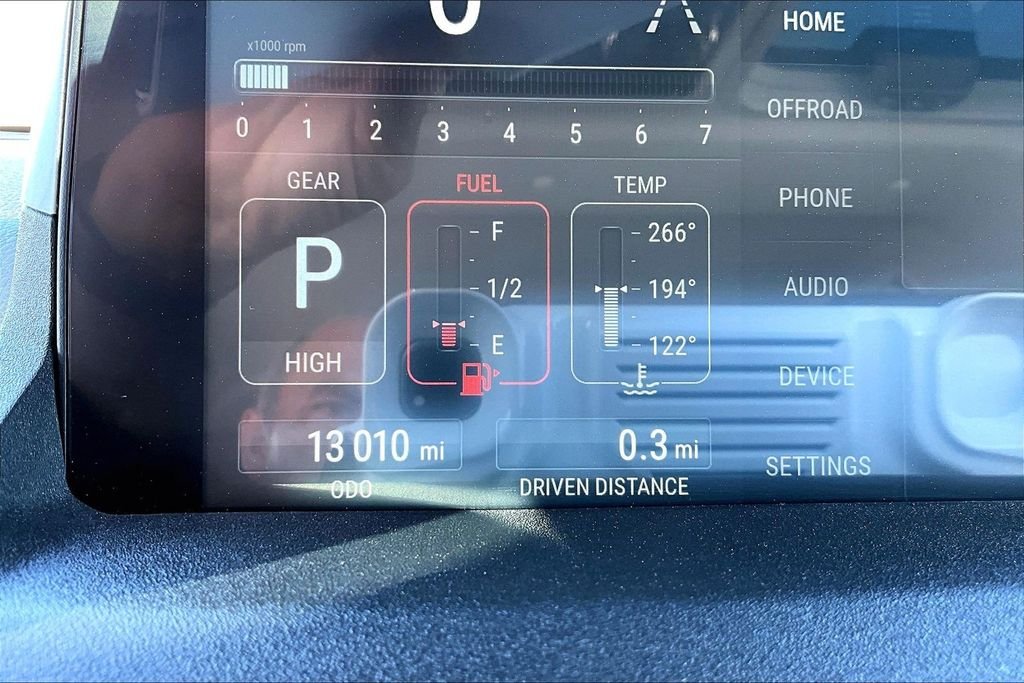 0
HOME
x1000 rpm
OFFROAD
0 1 2 3 4 5 6 7
GEAR FUEL TEMP
PHONE
F 266°
P
1/2 194°
AUDIO
E 122°
HIGH
DEVICE
13 010 mi 0.3 mi
SETTINGS
ODO DRIVEN DISTANCE